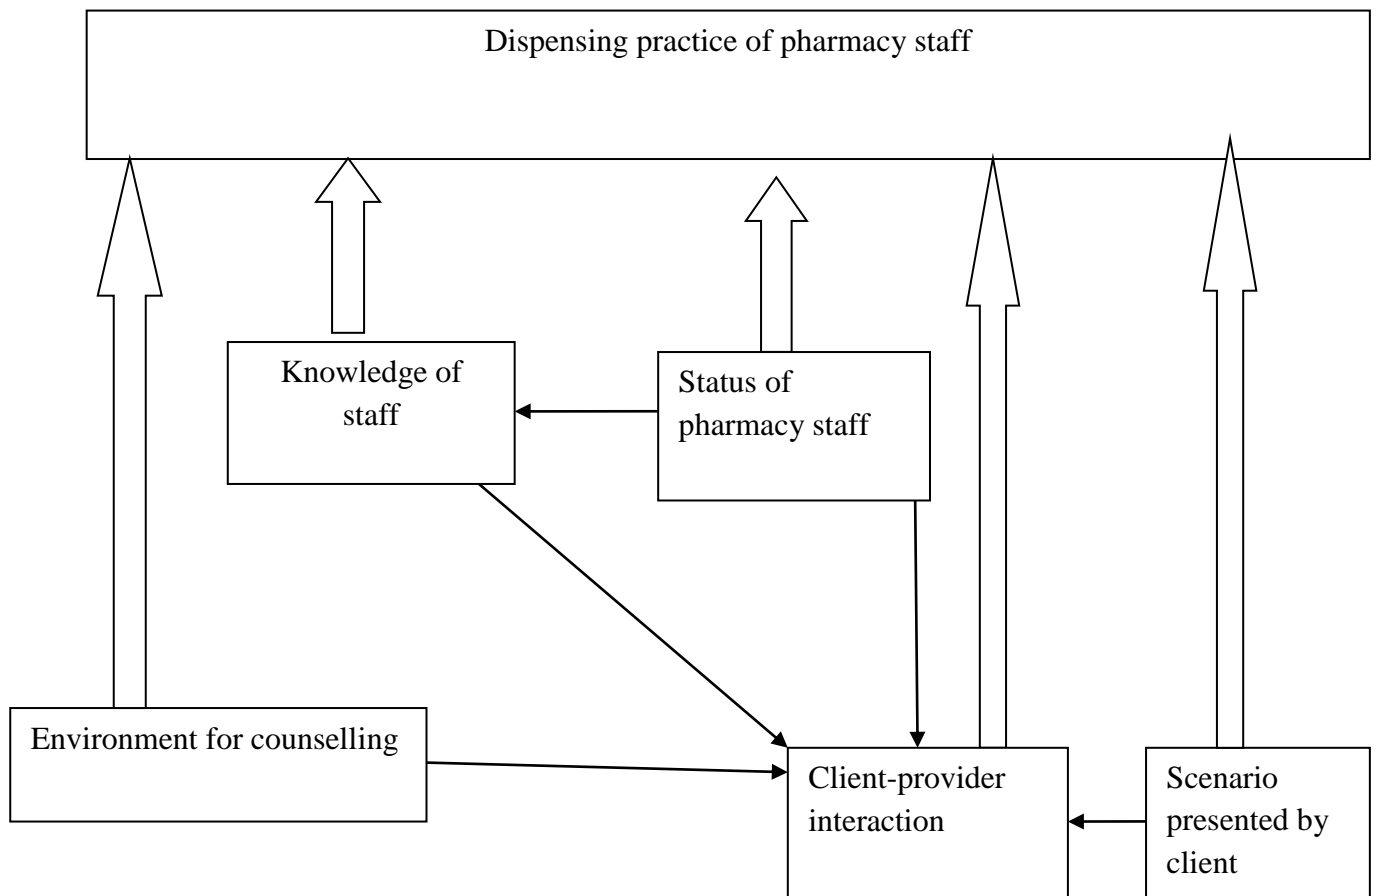 Dispensing practice of pharmacy staff
Knowledge of
staff
Status of
pharmacy staff
Environment for counselling
Client-provider
interaction
Scenario
presented by
client